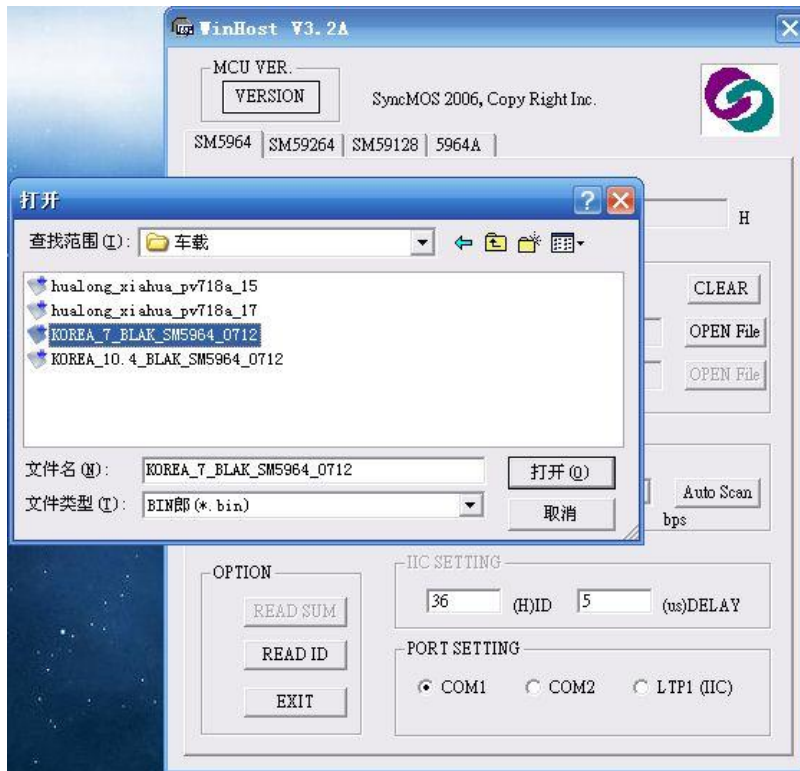 WinHost V3.2A
MCU VER.
VERSION
SyncMOS 2006, Copy Right Inc.
SM5964 SM59264 SM59128 5964A
打开
查找范围(I): 车载
H
hualong_xiahua_pv718a_15
hualong_xiahua_pv718a_17
KOREA_7_BLAK_SM5964_0712
KOREA_10.4_BLAK_SM5964_0712
CLEAR
OPEN File
OPEN File
文件名(N): KOREA_7_BLAK_SM5964_0712 打开(O)
文件类型(T): BIN郎(*.bin) 取消
Auto Scan
bps
OPTION
READ SUM
READ ID
EXIT
IIC SETTING
36 (H)ID 5 (us)DELAY
PORT SETTING
COM1 COM2 LTP1 (IIC)